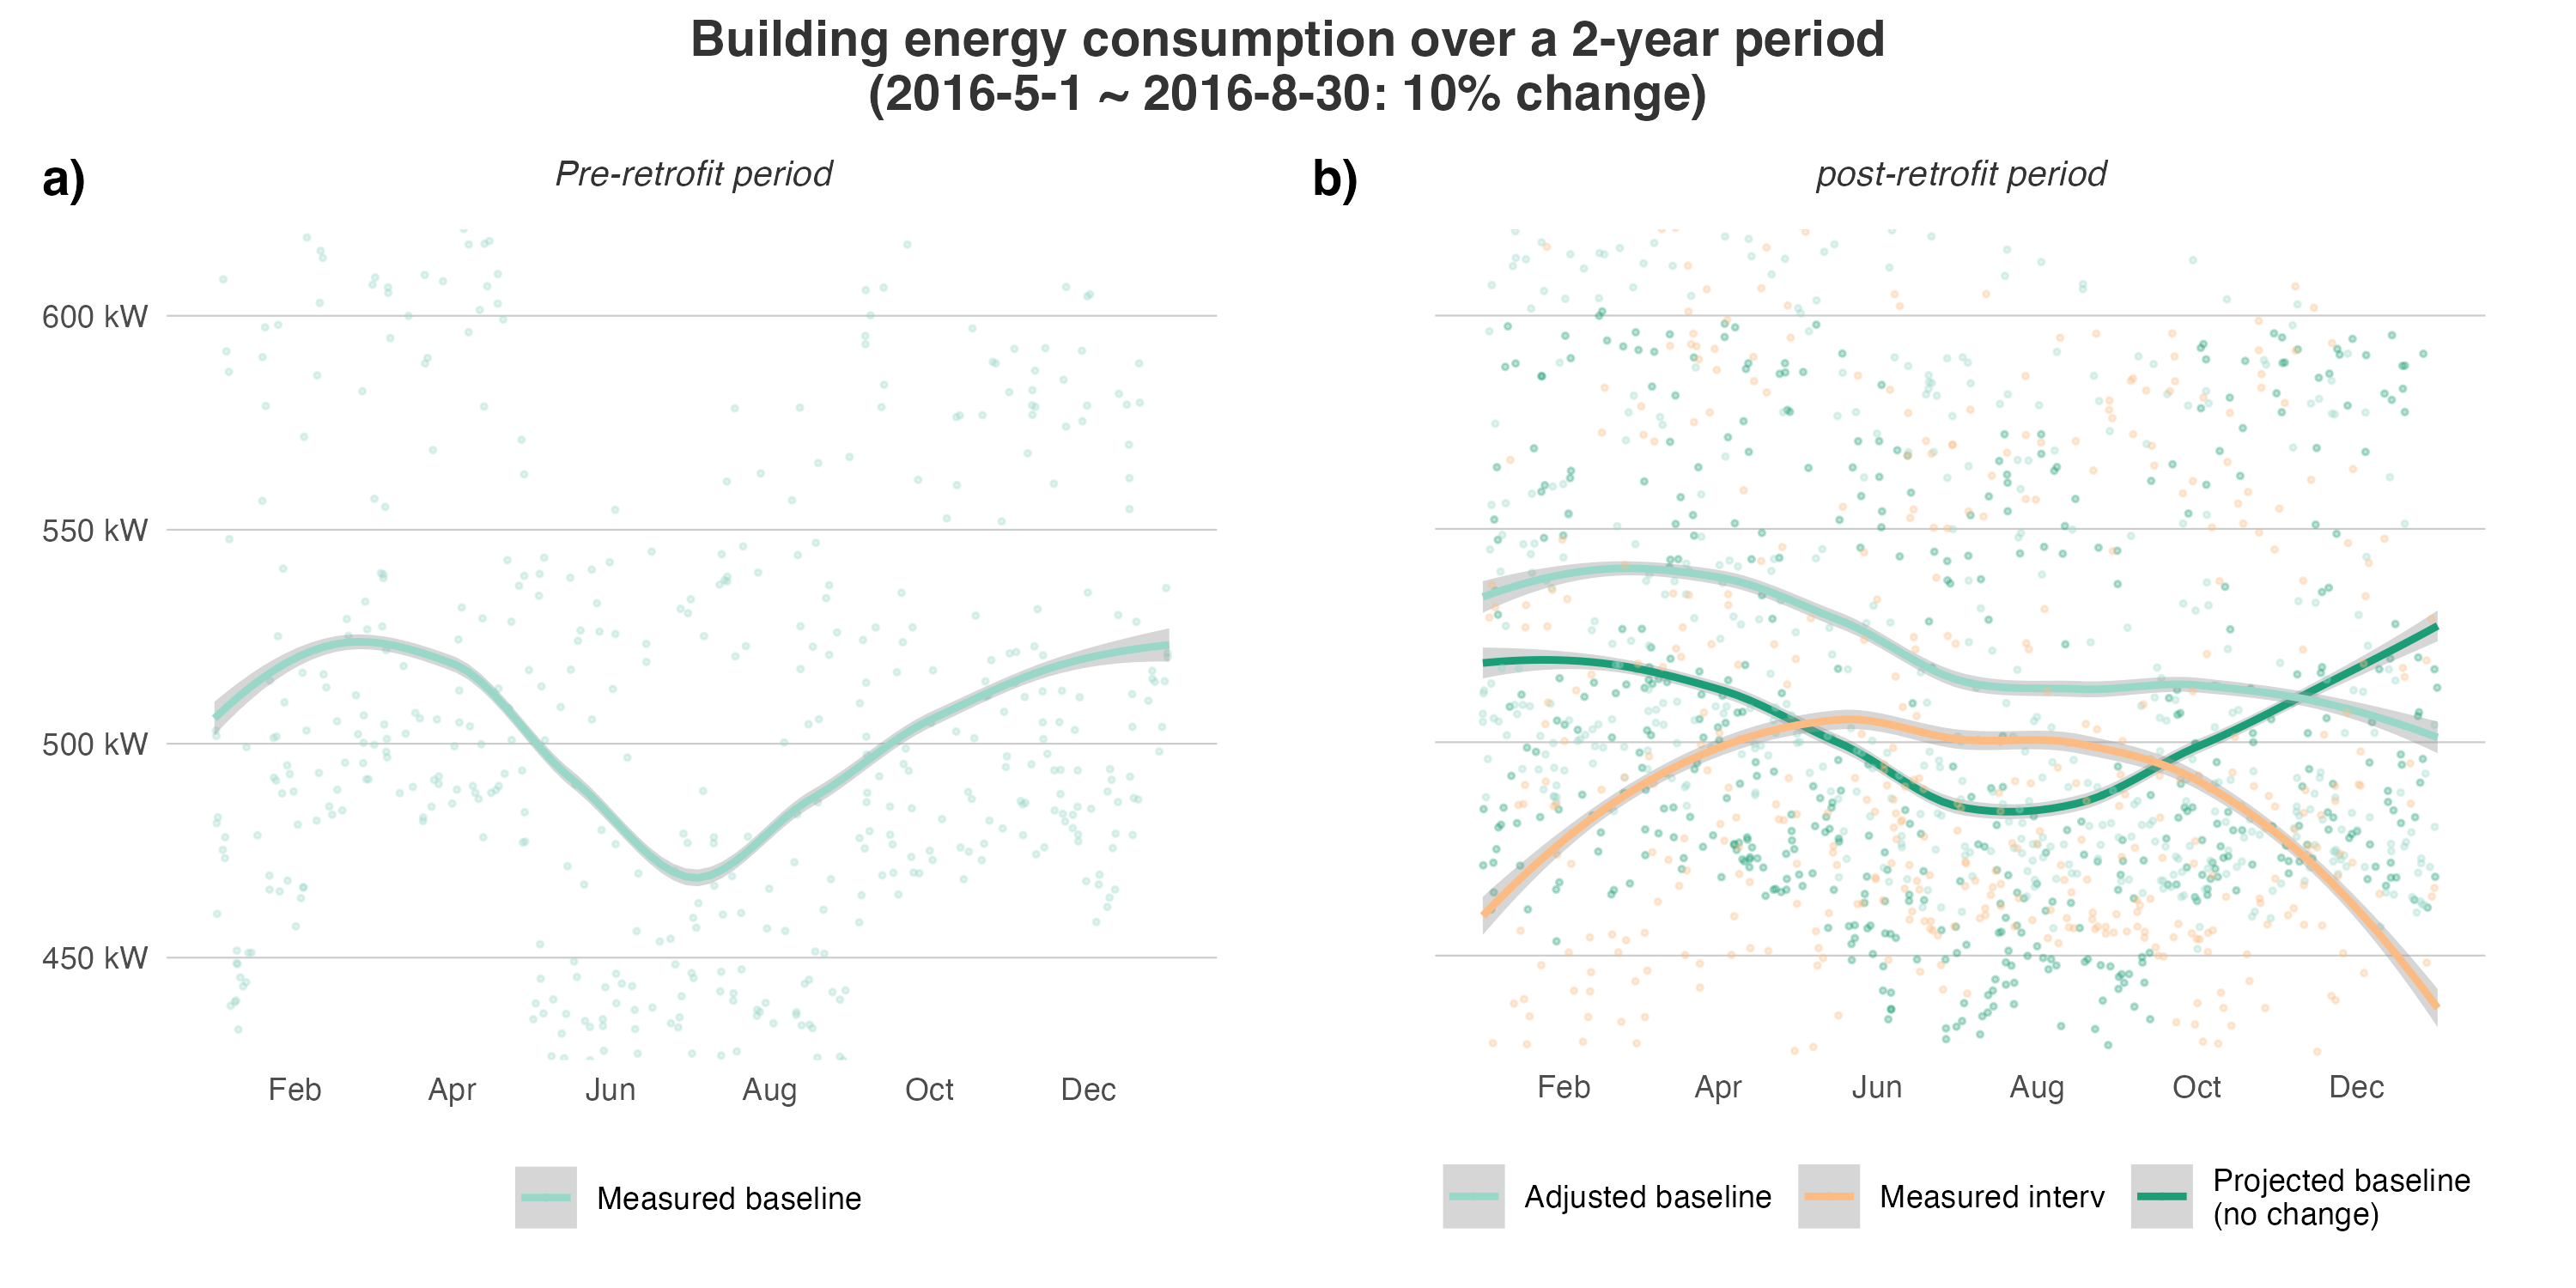 Building energy consumption over a 2-year period
(2016-5-1 ~ 2016-8-30: 10% change)
a)
Pre-retrofit period
600 kW
550 kW
500 kW
450 kW
Feb Apr Jun Aug Oct Dec
Measured baseline
b)
post-retrofit period
Feb Apr Jun Aug Oct Dec
Adjusted baseline
Measured interv
Projected baseline
(no change)